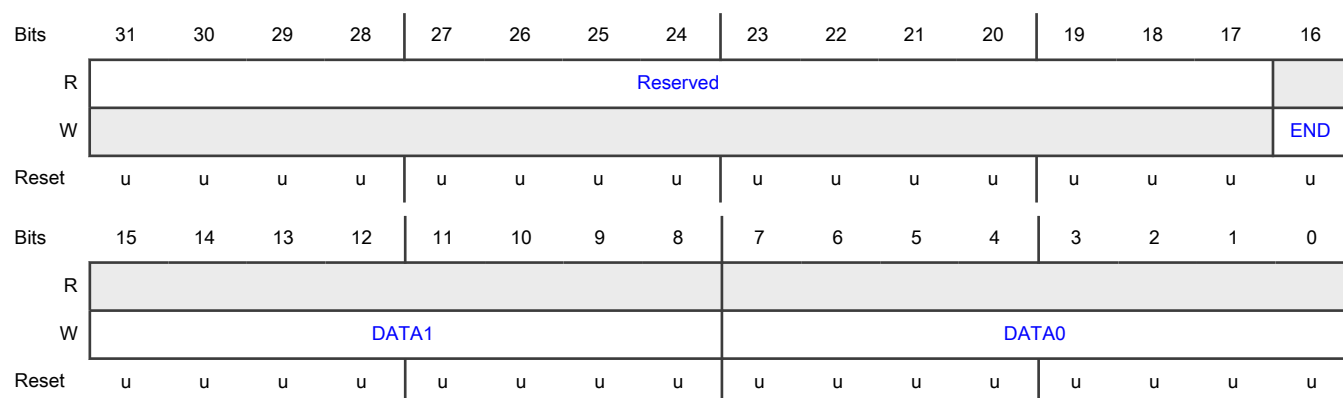 Bits 31 30 29 28 27 26 25 24 23 22 21 20 19 18 17 16
R Reserved
W END
Reset u u u u u u u u u u u u u u u u
Bits 15 14 13 12 11 10 9 8 7 6 5 4 3 2 1 0
R
W DATA1 DATA0
Reset u u u u u u u u u u u u u u u u